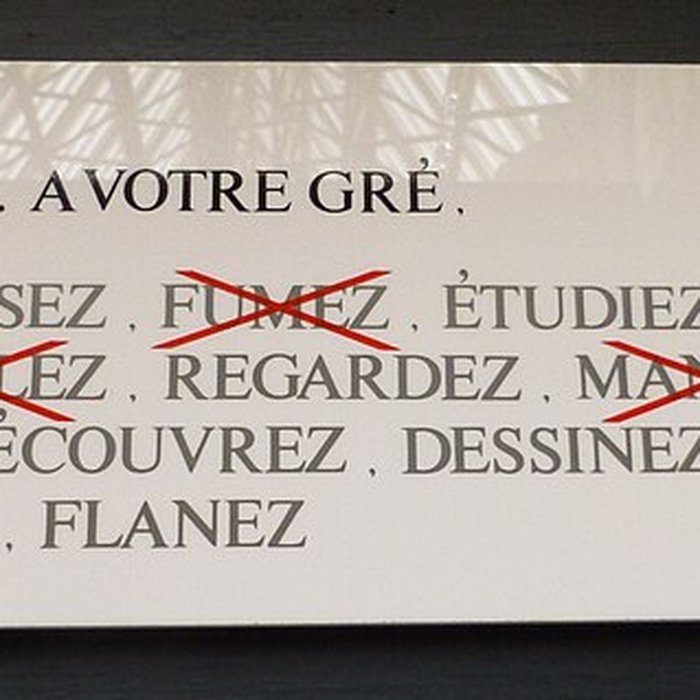 . A VOTRE GRÉ,
SEZ, FUMEZ, ÉTUDIEZ
LEZ, REGARDEZ, MAN
ÉCOUVREZ, DESSINEZ
, FLANEZ